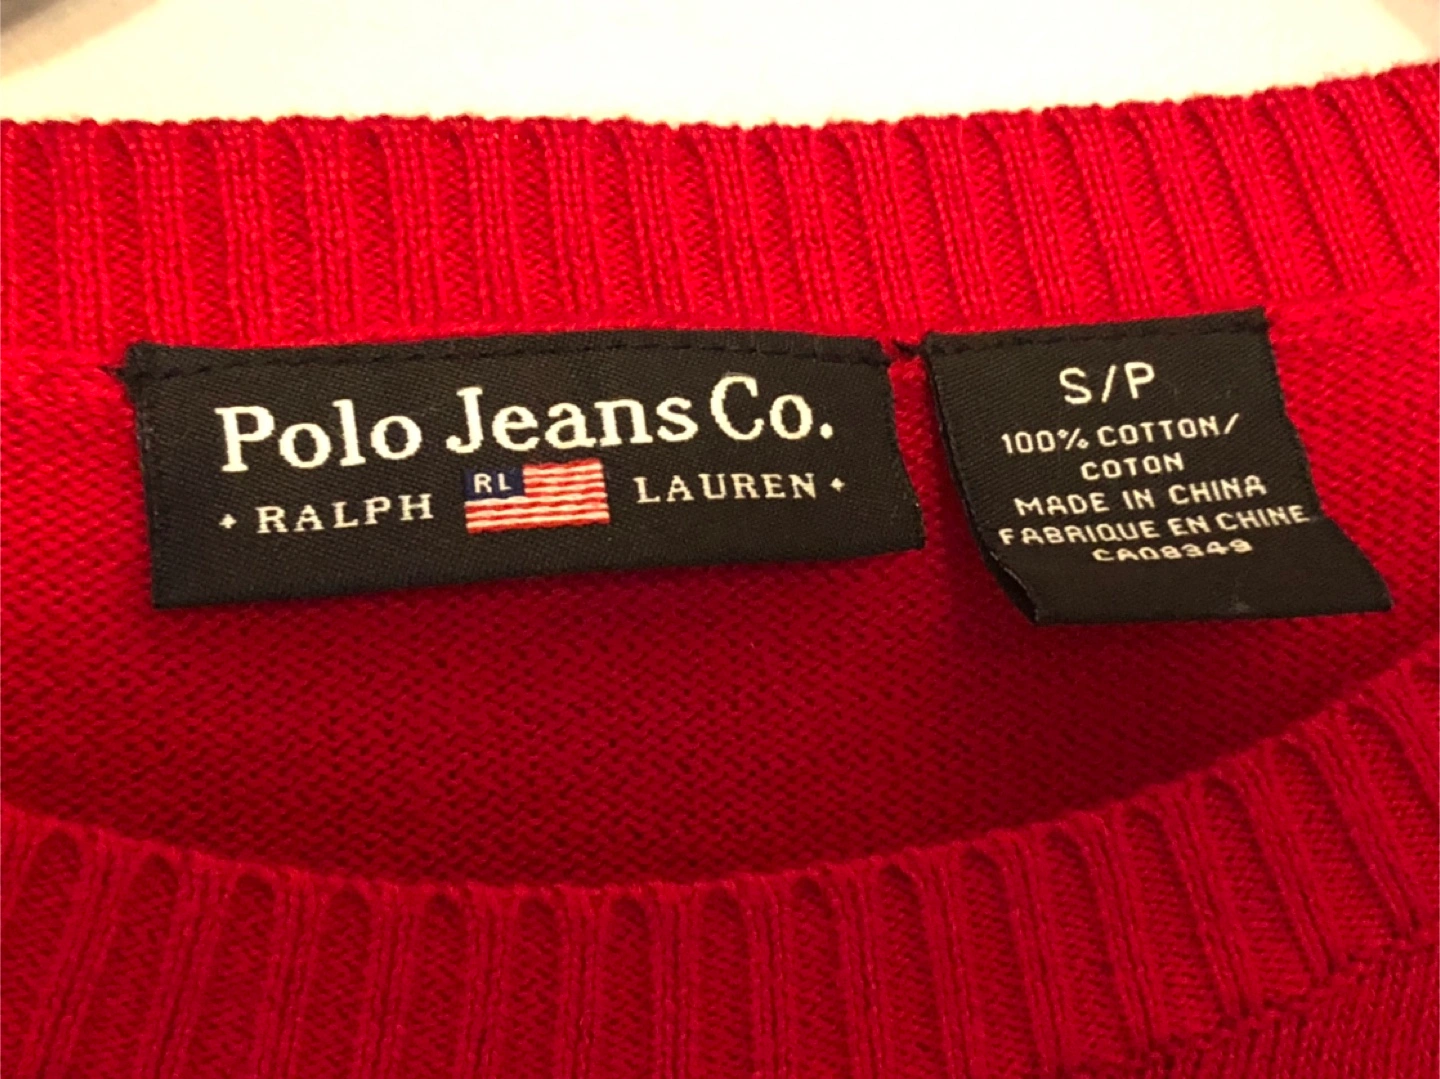 Polo Jeans Co.
RALPH RL LAUREN
S/P
100% COTTON/
COTON
MADE IN CHINA
FABRIQUE EN CHINE
CA08349